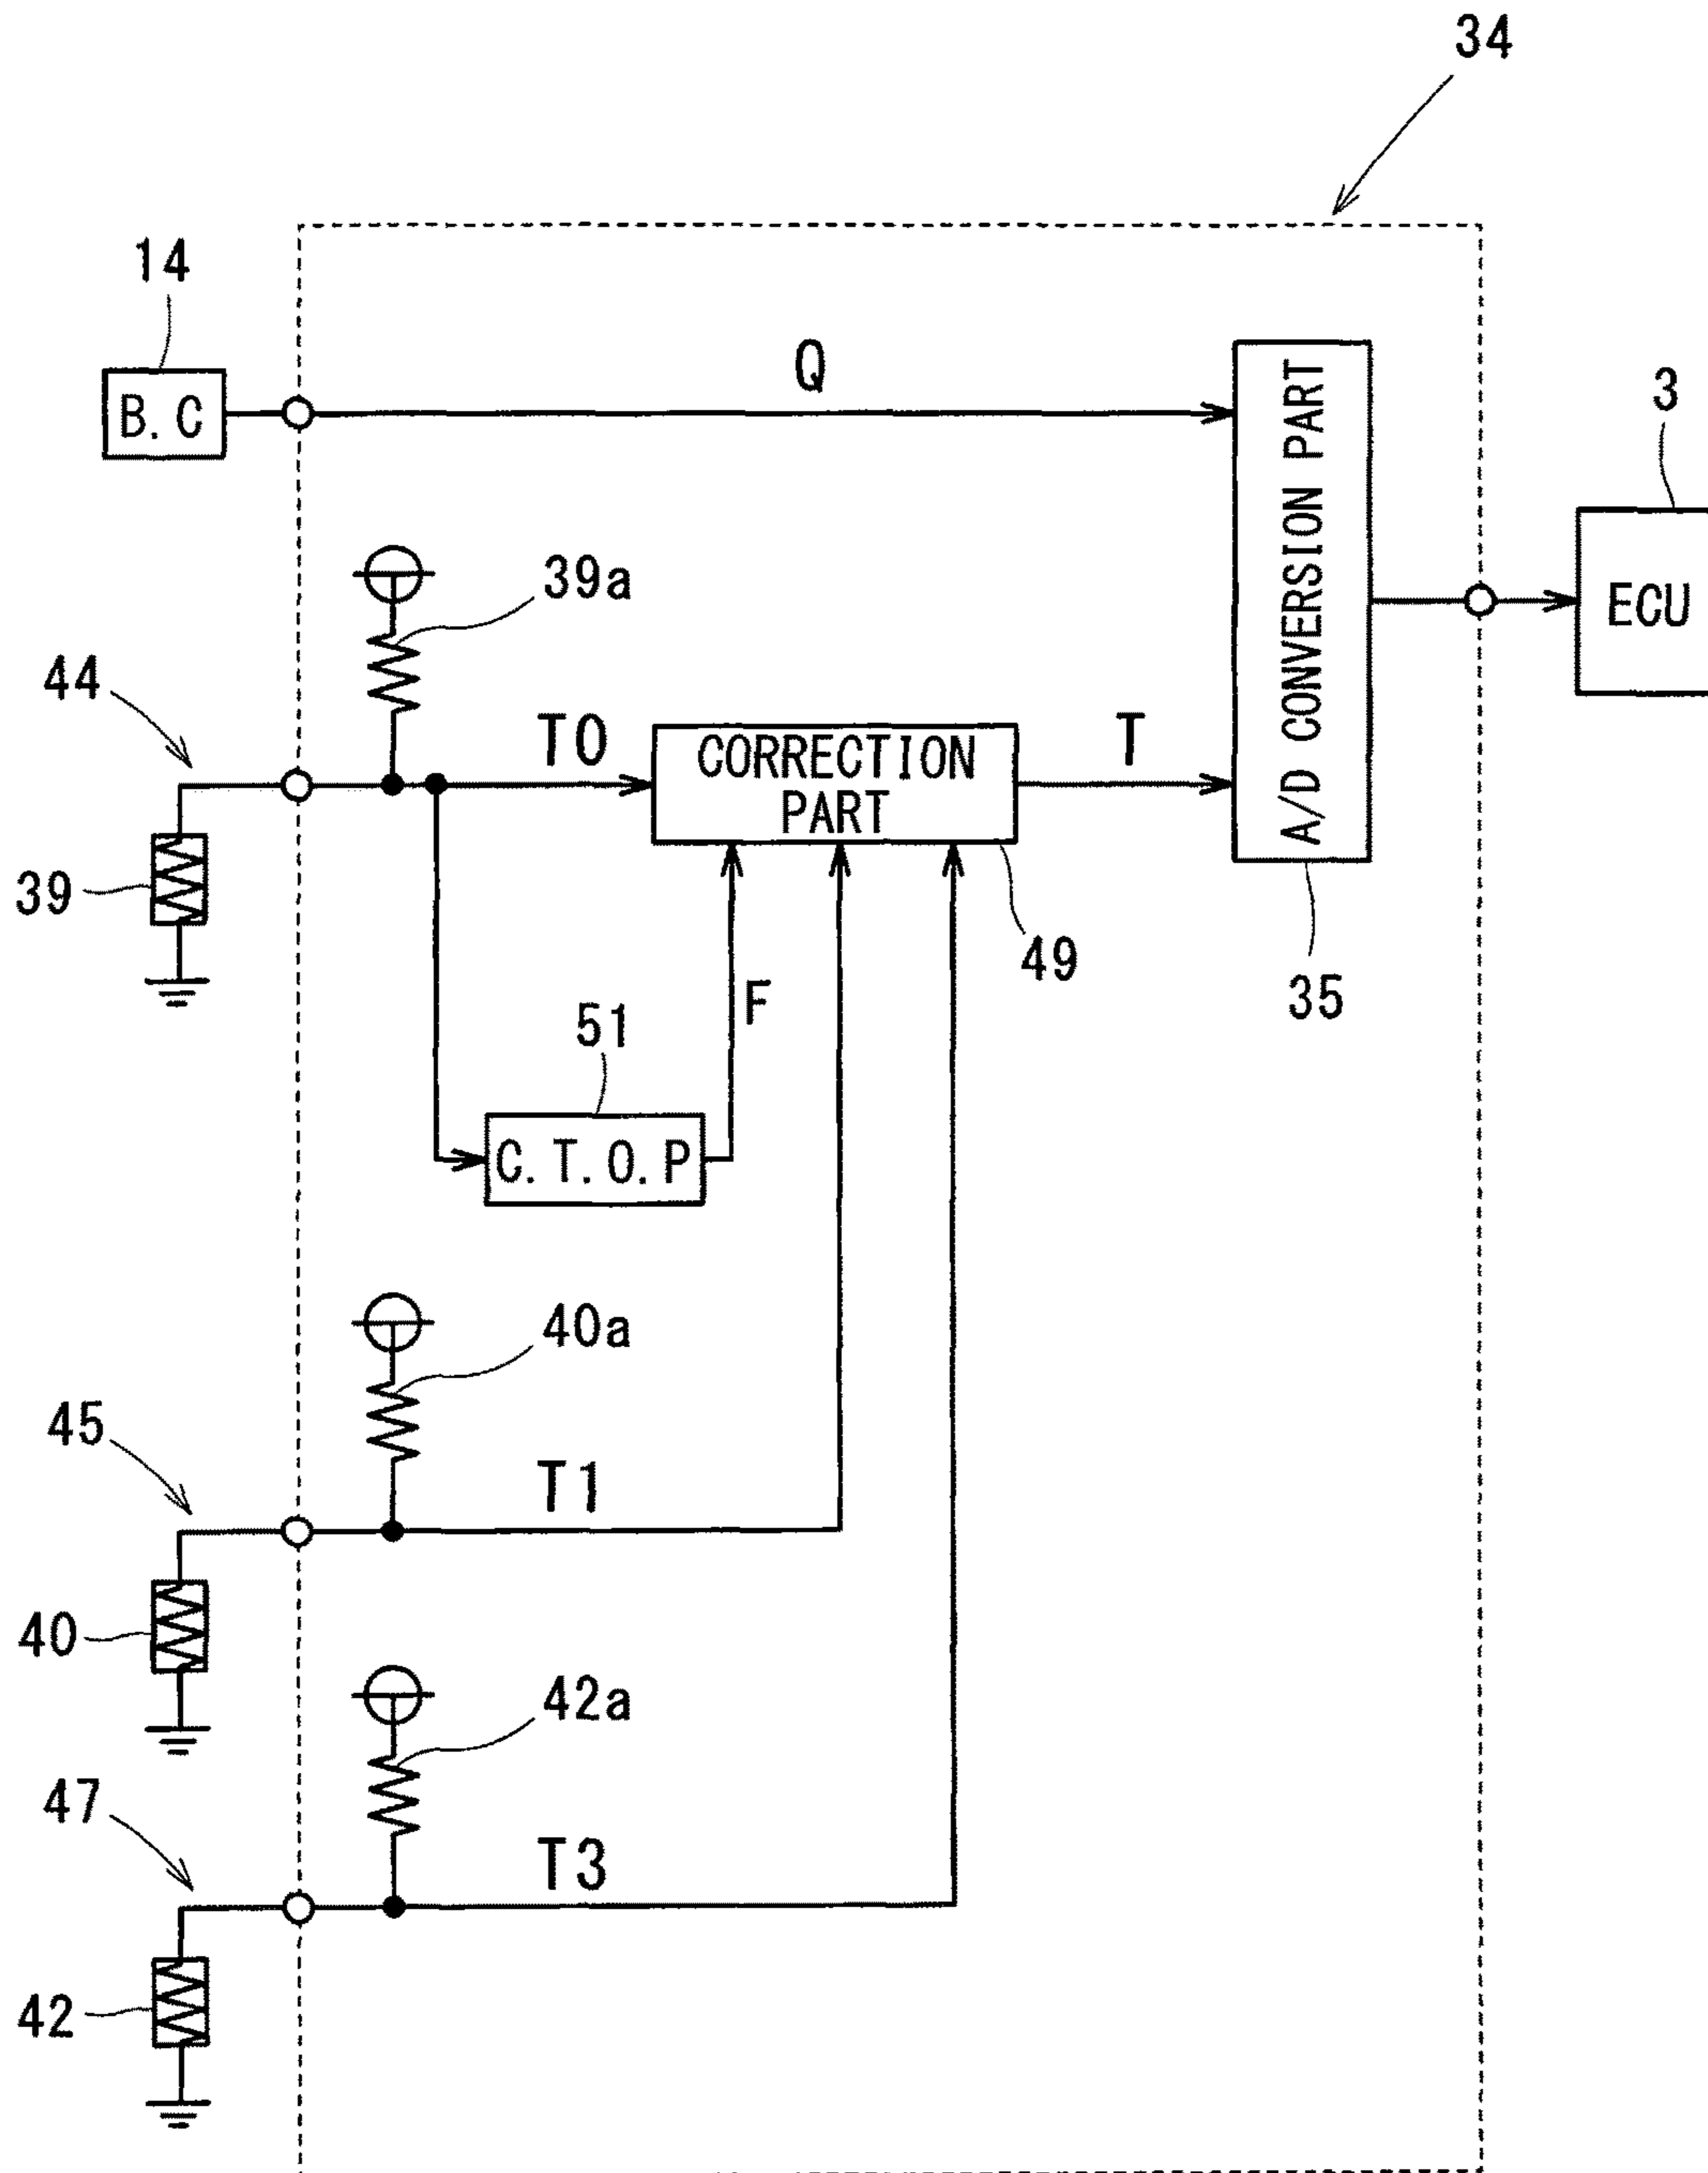 34
14
B.C
Q
A/D CONVERSION PART
3
ECU
39a
44
T0
CORRECTION
PART
T
39
49
35
F
51
C.T.O.P
40a
45
T1
40
42a
47
T3
42